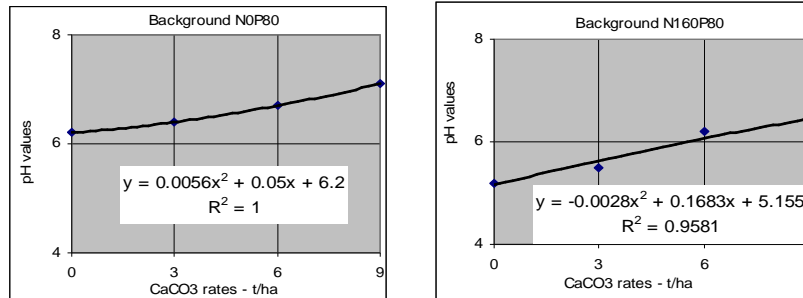 Background N0P80
8
6
4
pH values
y = 0.0056x² + 0.05x + 6.2
R² = 1
0 3 6 9
CaCO3 rates - t/ha
Background N160P80
8
6
4
pH values
y = -0.0028x² + 0.1683x + 5.155
R² = 0.9581
0 3 6
CaCO3 rates - t/ha